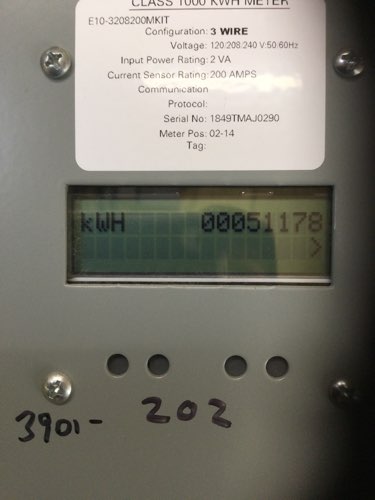 CLASS 1000 KWH METER
E10-3208200MKIT
Configuration: 3 WIRE
Voltage: 120:208:240 V:50:60Hz
Input Power Rating: 2 VA
Current Sensor Rating: 200 AMPS
Communication
Protocol:
Serial No: 1849TMAJ0290
Meter Pos: 02-14
Tag:
kWH 00051178
>
3901- 202